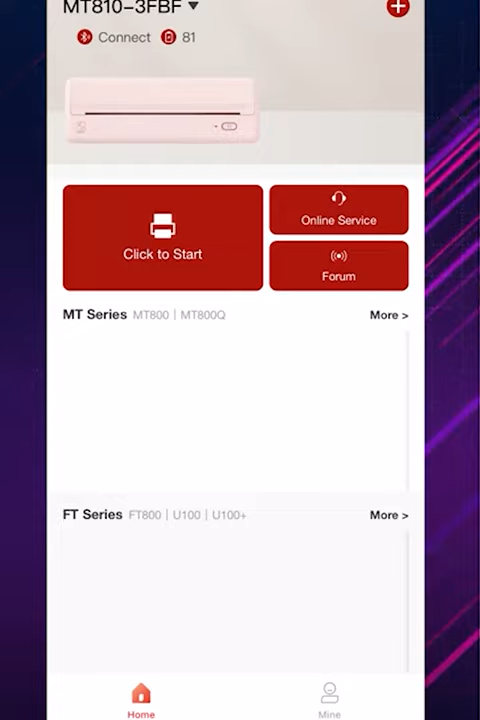 MT810-3FBF
Connect 81
Click to Start
Online Service
Forum
MT Series MT800 | MT800Q More >
FT Series FT800 | U100 | U100+ More >
Home Mine